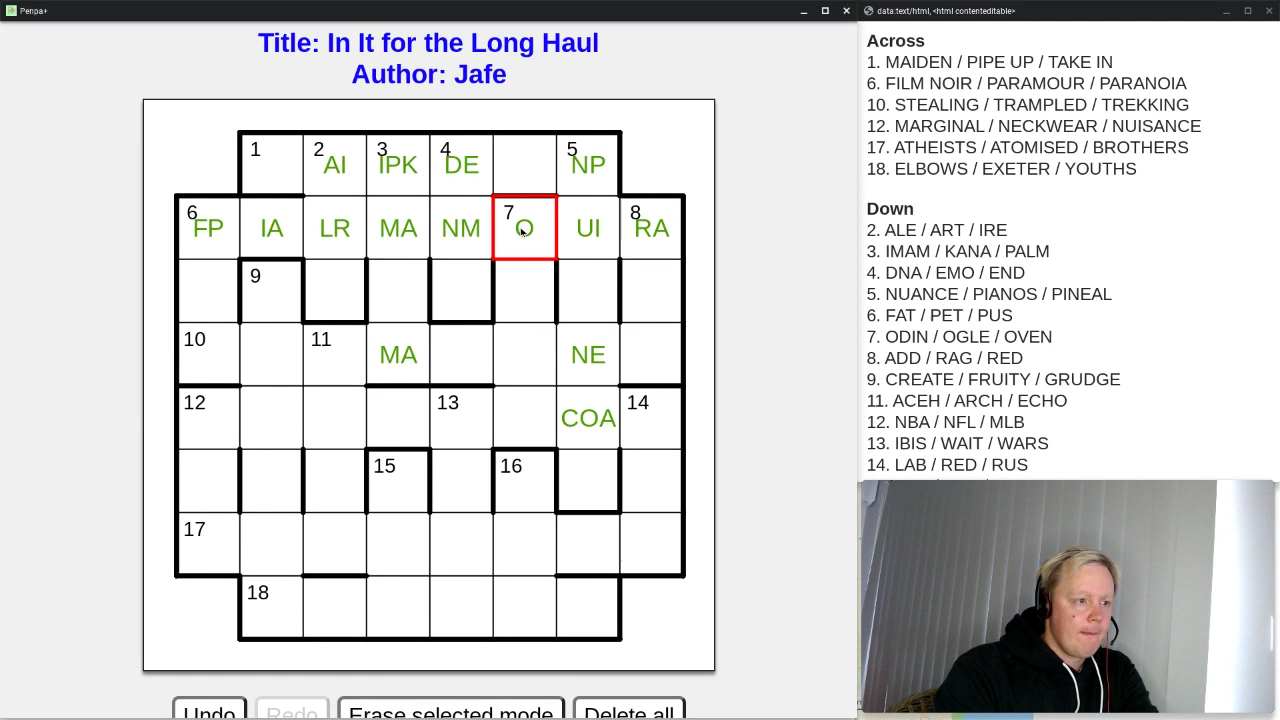 Penpa+
data:text/html, <html contenteditable>
Title: In It for the Long Haul
Author: Jafe
1 2 AI 3 IPK 4 DE 5 NP
6 FP IA LR MA NM 7 O UI 8 RA
9
10 11 MA NE
12 13 COA 14
15 16
17
18
Undo Redo Erase selected mode Delete all
Across
1. MAIDEN / PIPE UP / TAKE IN
6. FILM NOIR / PARAMOUR / PARANOIA
10. STEALING / TRAMPLED / TREKKING
12. MARGINAL / NECKWEAR / NUISANCE
17. ATHEISTS / ATOMISED / BROTHERS
18. ELBOWS / EXETER / YOUTHS
Down
2. ALE / ART / IRE
3. IMAM / KANA / PALM
4. DNA / EMO / END
5. NUANCE / PIANOS / PINEAL
6. FAT / PET / PUS
7. ODIN / OGLE / OVEN
8. ADD / RAG / RED
9. CREATE / FRUITY / GRUDGE
11. ACEH / ARCH / ECHO
12. NBA / NFL / MLB
13. IBIS / WAIT / WARS
14. LAB / RED / RUS